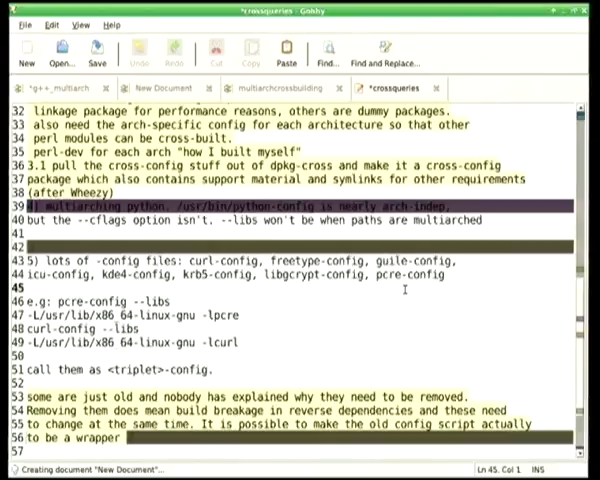 *crossqueries - Gobby
File Edit View Help
New Open... Save Undo Redo Cut Copy Paste Find... Find and Replace...
*g++_multiarch New Document multiarchcrossbuilding *crossqueries
32 linkage package for performance reasons, others are dummy packages.
33 also need the arch-specific config for each architecture so that other
34 perl modules can be cross-built.
35 perl-dev for each arch "how I built myself"
36 3.1 pull the cross-config stuff out of dpkg-cross and make it a cross-config
37 package which also contains support material and symlinks for other requirements
38 (after Wheezy)
39 4) multiarching python. /usr/bin/python-config is nearly arch-indep,
40 but the --cflags option isn't. --libs won't be when paths are multiarched
41
42
43 5) lots of -config files: curl-config, freetype-config, guile-config,
44 icu-config, kde4-config, krb5-config, libgcrypt-config, pcre-config
45
46 e.g: pcre-config --libs
47 -L/usr/lib/x86_64-linux-gnu -lpcre
48 curl-config --libs
49 -L/usr/lib/x86_64-linux-gnu -lcurl
50
51 call them as <triplet>-config.
52
53 some are just old and nobody has explained why they need to be removed.
54 Removing them does mean build breakage in reverse dependencies and these need
55 to change at the same time. It is possible to make the old config script actually
56 to be a wrapper
57
Creating document "New Document"... Ln 45, Col 1 INS